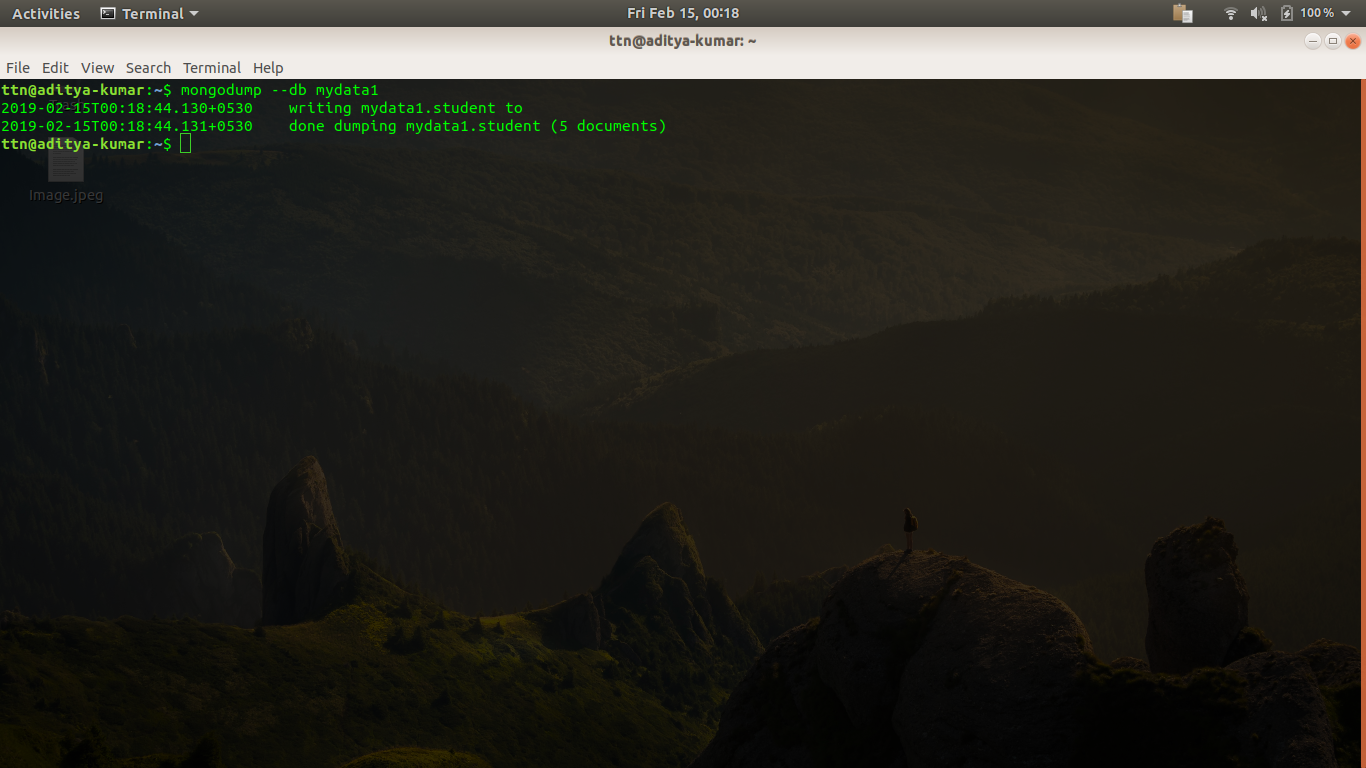 Activities Terminal Fri Feb 15, 00:18 100 %
ttn@aditya-kumar: ~
File Edit View Search Terminal Help
ttn@aditya-kumar:~$ mongodump --db mydata1
2019-02-15T00:18:44.130+0530 writing mydata1.student to
2019-02-15T00:18:44.131+0530 done dumping mydata1.student (5 documents)
ttn@aditya-kumar:~$
Image.jpeg